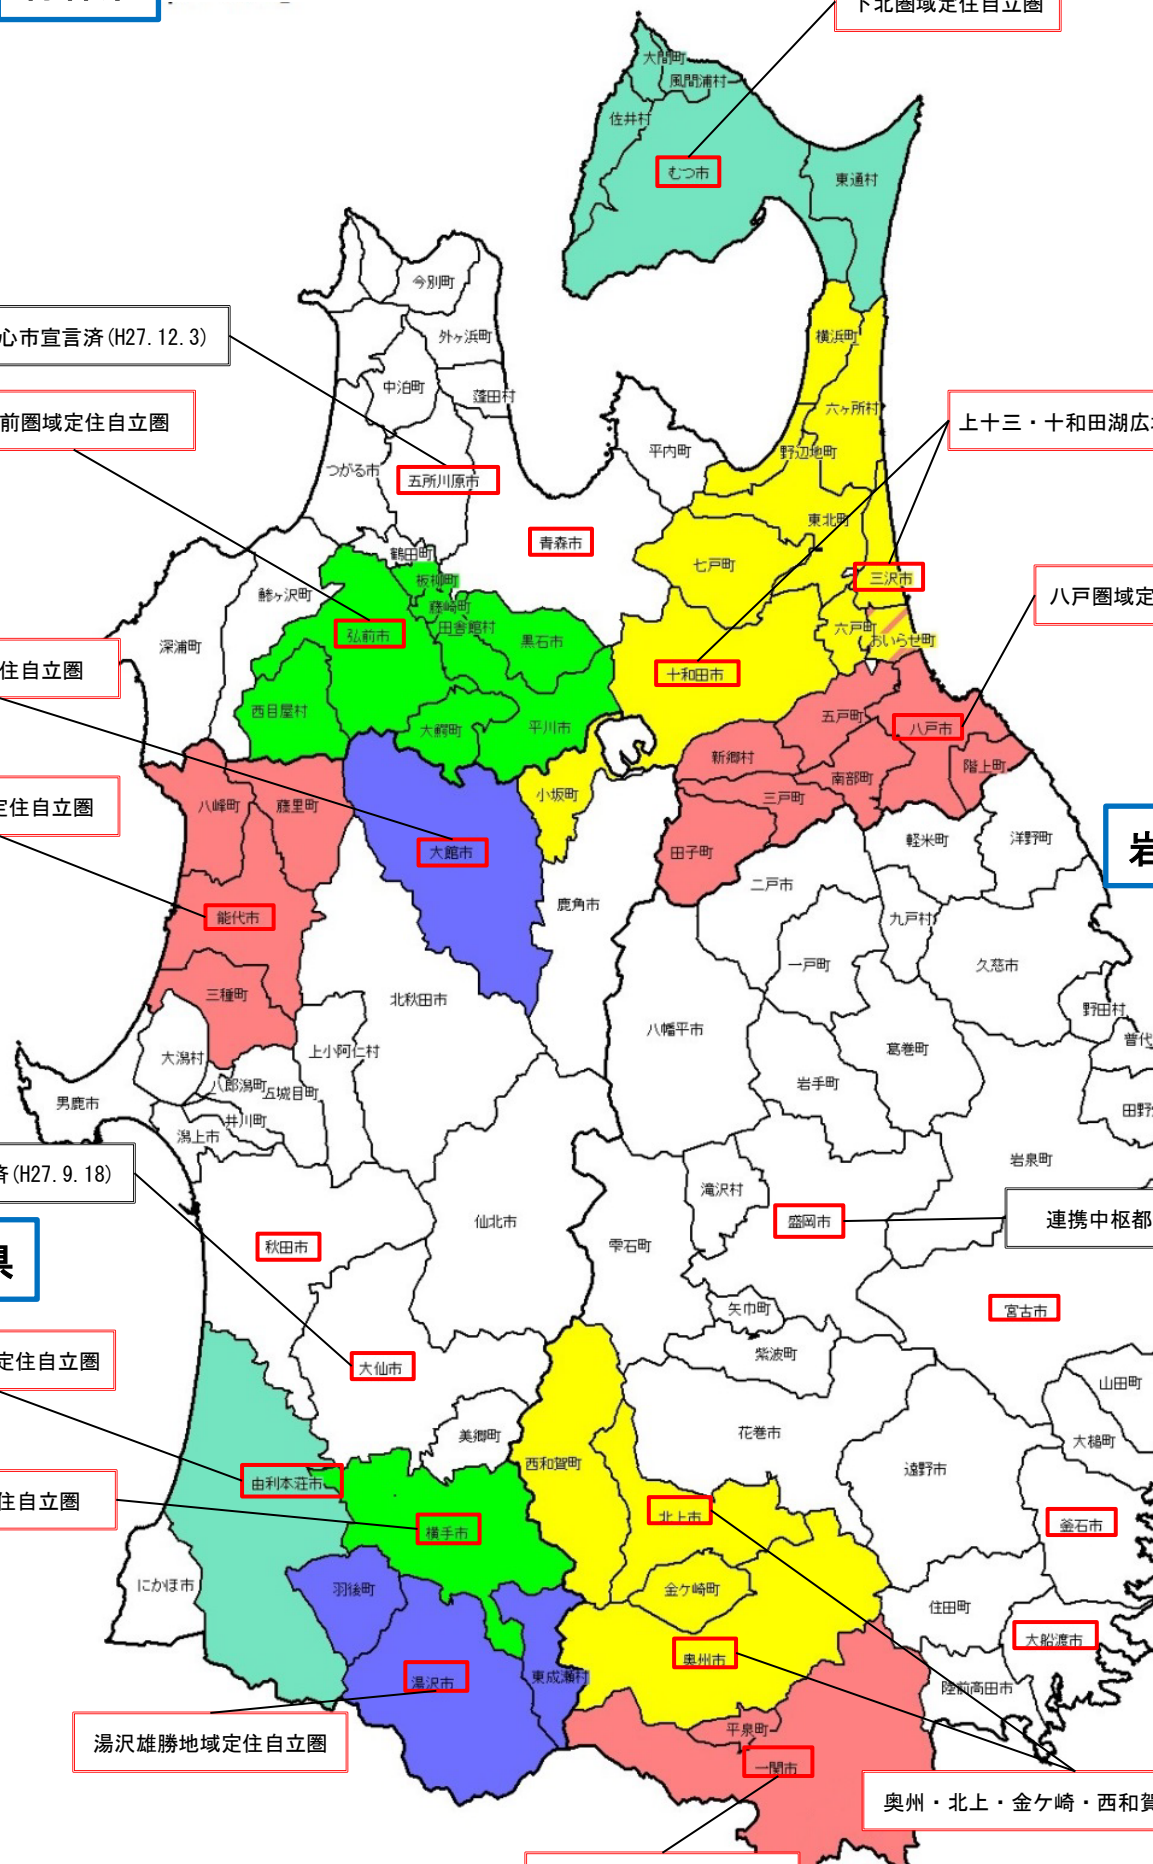 下北圏域定住自立圏
大間町
風間浦村
佐井村
むつ市
東通村
今別町
外ヶ浜町
心市宣言済(H27.12.3)
横浜町
中泊町
蓬田村
六ヶ所村
前圏域定住自立圏
上十三・十和田湖広
平内町
野辺地町
つがる市
五所川原市
東北町
青森市
鶴田町
七戸町
三沢市
板柳町
鰺ヶ沢町
藤崎町
八戸圏域定
弘前市
田舎館村
黒石市
六戸町
おいらせ町
深浦町
住自立圏
十和田市
西目屋村
大鰐町
平川市
五戸町
八戸市
新郷村
階上町
南部町
小坂町
三戸町
八峰町
藤里町
定住自立圏
大館市
田子町
軽米町
洋野町
岩
二戸市
鹿角市
能代市
九戸村
一戸町
久慈市
三種町
北秋田市
野田村
八幡平市
普代
大潟村
上小阿仁村
葛巻町
八郎潟町
五城目町
岩手町
男鹿市
井川町
田野
潟上市
済(H27.9.18)
岩泉町
滝沢村
仙北市
盛岡市
連携中枢都
秋田市
雫石町
県
矢巾町
宮古市
紫波町
定住自立圏
大仙市
山田町
美郷町
花巻市
大槌町
西和賀町
遠野市
由利本荘市
住自立圏
横手市
北上市
釜石市
にかほ市
羽後町
金ケ崎町
住田町
大船渡市
奥州市
湯沢市
東成瀬村
陸前高田市
平泉町
湯沢雄勝地域定住自立圏
一関市
奥州・北上・金ケ崎・西和賀